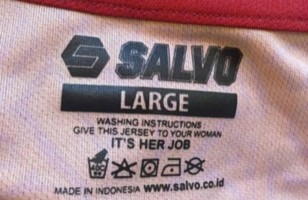 SALVO
LARGE
WASHING INSTRUCTIONS:
GIVE THIS JERSEY TO YOUR WOMAN
IT'S HER JOB
MADE IN INDONESIA www.salvo.co.id